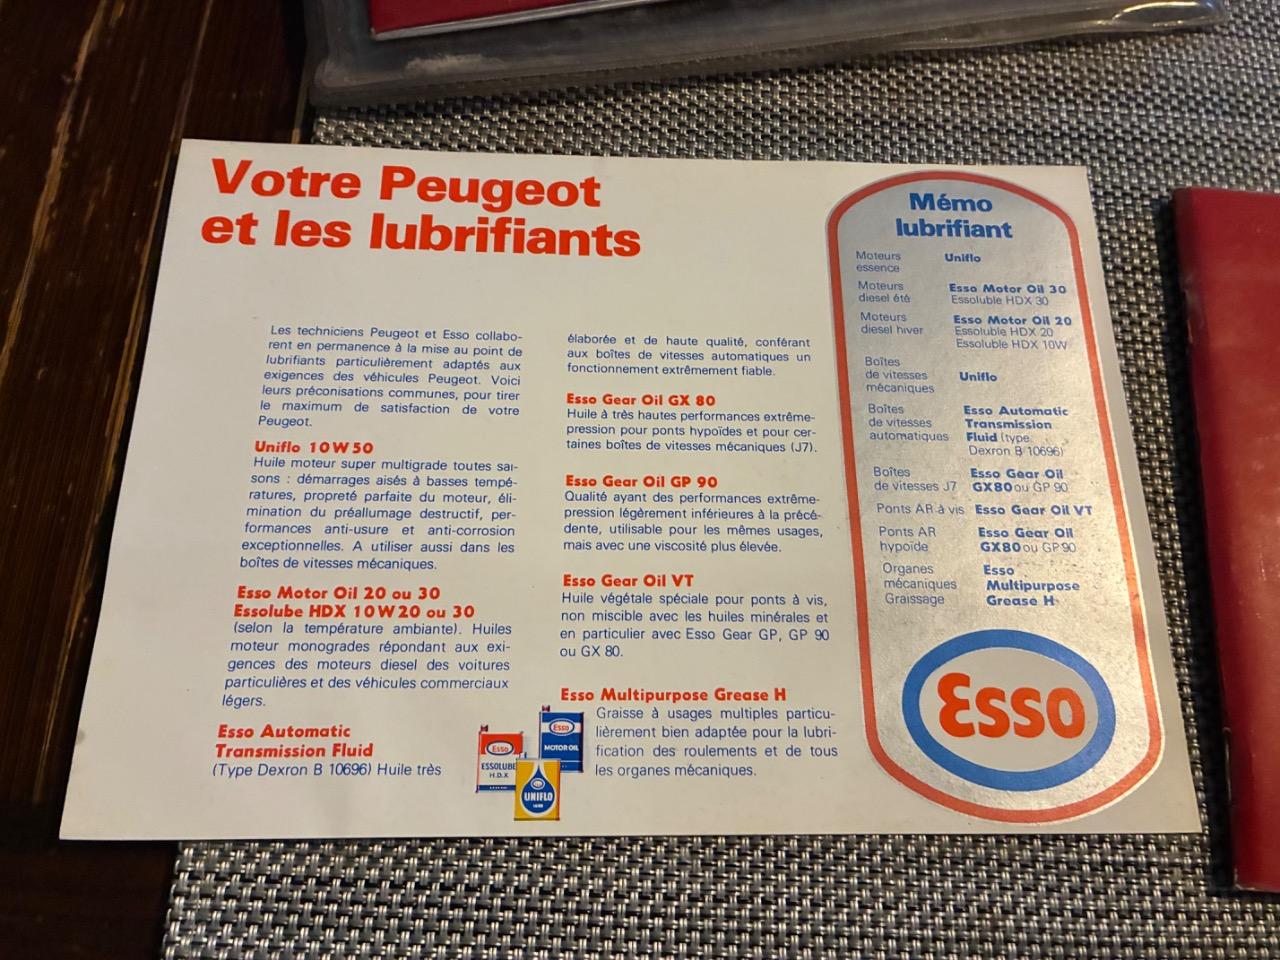 Votre Peugeot
et les lubrifiants
Les techniciens Peugeot et Esso collabo-
rent en permanence à la mise au point de
lubrifiants particulièrement adaptés aux
exigences des véhicules Peugeot. Voici
leurs préconisations communes, pour tirer
le maximum de satisfaction de votre
Peugeot.
Uniflo 10W50
Huile moteur super multigrade toutes sai-
sons : démarrages aisés à basses tempé-
ratures, propreté parfaite du moteur, éli-
mination du préallumage destructif, per-
formances anti-usure et anti-corrosion
exceptionnelles. A utiliser aussi dans les
boîtes de vitesses mécaniques.
Esso Motor Oil 20 ou 30
Essolube HDX 10W20 ou 30
(selon la température ambiante). Huiles
moteur monogrades répondant aux exi-
gences des moteurs diesel des voitures
particulières et des véhicules commerciaux
légers.
Esso Automatic
Transmission Fluid
(Type Dexron B 10696) Huile très
élaborée et de haute qualité, conférant
aux boîtes de vitesses automatiques un
fonctionnement extrêmement fiable.
Esso Gear Oil GX 80
Huile à très hautes performances extrême-
pression pour ponts hypoïdes et pour cer-
taines boîtes de vitesses mécaniques (J7).
Esso Gear Oil GP 90
Qualité ayant des performances extrême-
pression légèrement inférieures à la précé-
dente, utilisable pour les mêmes usages,
mais avec une viscosité plus élevée.
Esso Gear Oil VT
Huile végétale spéciale pour ponts à vis,
non miscible avec les huiles minérales et
en particulier avec Esso Gear GP, GP 90
ou GX 80.
Esso Multipurpose Grease H
Graisse à usages multiples particu-
lièrement bien adaptée pour la lubri-
fication des roulements et de tous
les organes mécaniques.
Esso
ESSOLUBE
H.D.X
Esso
MOTOR OIL
UNIFLO
Mémo
lubrifiant
Moteurs essence Uniflo
Moteurs diesel été Esso Motor Oil 30
Essoluble HDX 30
Moteurs diesel hiver Esso Motor Oil 20
Essoluble HDX 20
Essoluble HDX 10W
Boîtes
de vitesses
mécaniques Uniflo
Boîtes
de vitesses
automatiques
Esso Automatic
Transmission
Fluid (type
Dexron B 10696)
Boîtes
de vitesses J7
Esso Gear Oil
GX80 ou GP 90
Ponts AR à vis Esso Gear Oil VT
Ponts AR
hypoïde
Esso Gear Oil
GX80 ou GP 90
Organes
mécaniques
Graissage
Esso
Multipurpose
Grease H
Esso